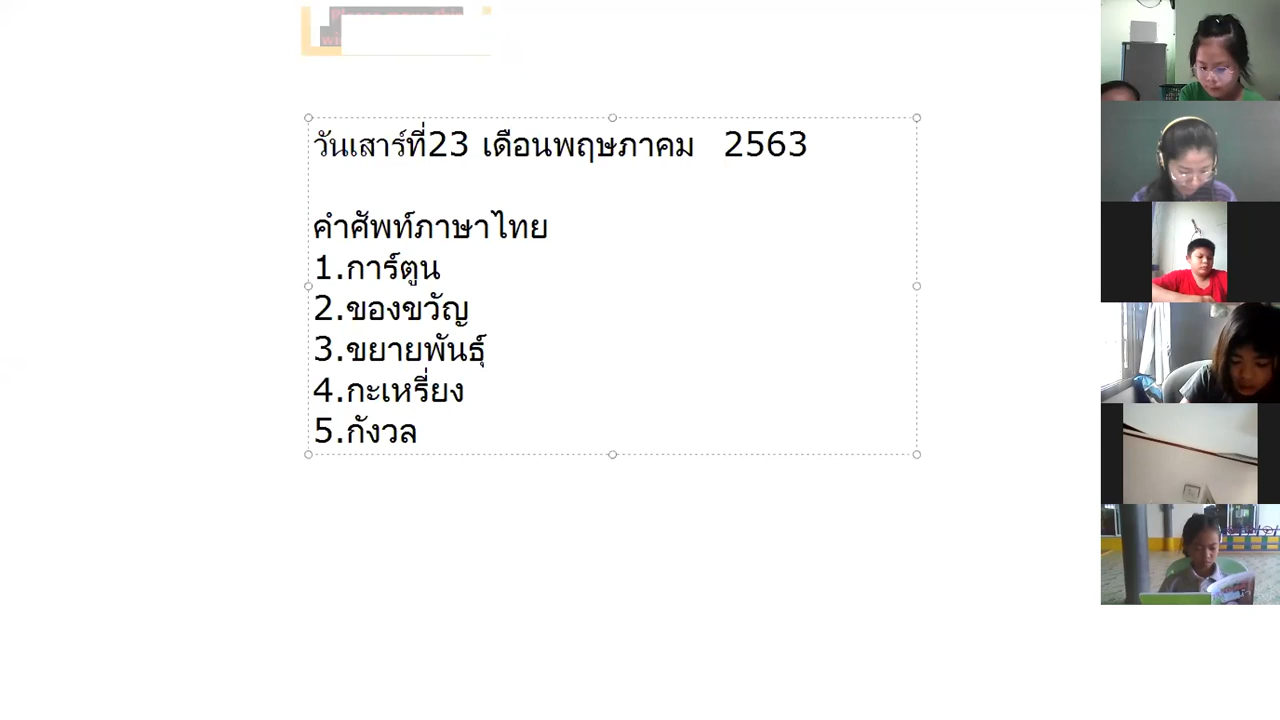 วันเสาร์ที่23 เดือนพฤษภาคม 2563
คำศัพท์ภาษาไทย
1.การ์ตูน
2.ของขวัญ
3.ขยายพันธุ์
4.กะเหรี่ยง
5.กังวล